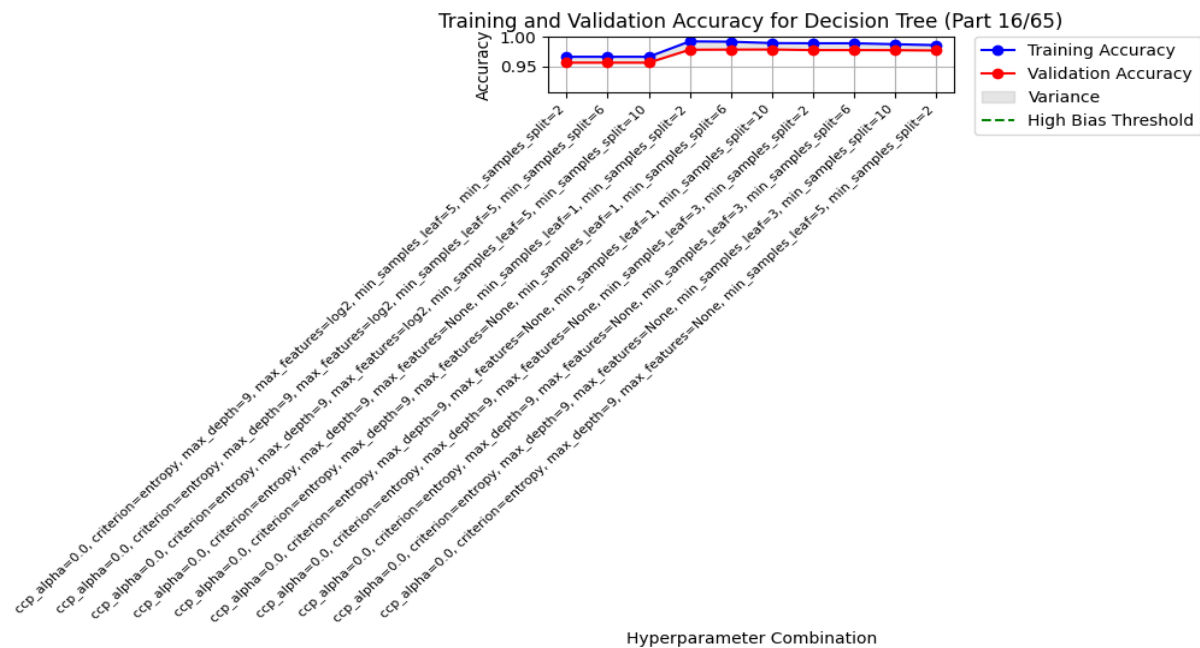 Training and Validation Accuracy for Decision Tree (Part 16/65)
Accuracy
1.00
0.95
Training Accuracy
Validation Accuracy
Variance
High Bias Threshold
ccp_alpha=0.0, criterion=entropy, max_depth=9, max_features=log2, min_samples_leaf=5, min_samples_split=2
ccp_alpha=0.0, criterion=entropy, max_depth=9, max_features=log2, min_samples_leaf=5, min_samples_split=6
ccp_alpha=0.0, criterion=entropy, max_depth=9, max_features=log2, min_samples_leaf=5, min_samples_split=10
ccp_alpha=0.0, criterion=entropy, max_depth=9, max_features=None, min_samples_leaf=1, min_samples_split=2
ccp_alpha=0.0, criterion=entropy, max_depth=9, max_features=None, min_samples_leaf=1, min_samples_split=6
ccp_alpha=0.0, criterion=entropy, max_depth=9, max_features=None, min_samples_leaf=1, min_samples_split=10
ccp_alpha=0.0, criterion=entropy, max_depth=9, max_features=None, min_samples_leaf=3, min_samples_split=2
ccp_alpha=0.0, criterion=entropy, max_depth=9, max_features=None, min_samples_leaf=3, min_samples_split=6
ccp_alpha=0.0, criterion=entropy, max_depth=9, max_features=None, min_samples_leaf=3, min_samples_split=10
ccp_alpha=0.0, criterion=entropy, max_depth=9, max_features=None, min_samples_leaf=5, min_samples_split=2
Hyperparameter Combination